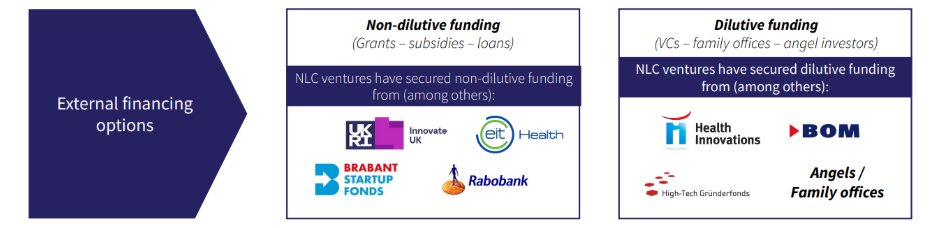 External financing
options
Non-dilutive funding
(Grants – subsidies – loans)
NLC ventures have secured non-dilutive funding
from (among others):
UK
RI
Innovate
UK
eit Health
BRABANT
STARTUP
FONDS
Rabobank
Dilutive funding
(VCs – family offices – angel investors)
NLC ventures have secured dilutive funding
from (among others):
Health
Innovations
BOM
High-Tech Gründerfonds
Angels /
Family offices